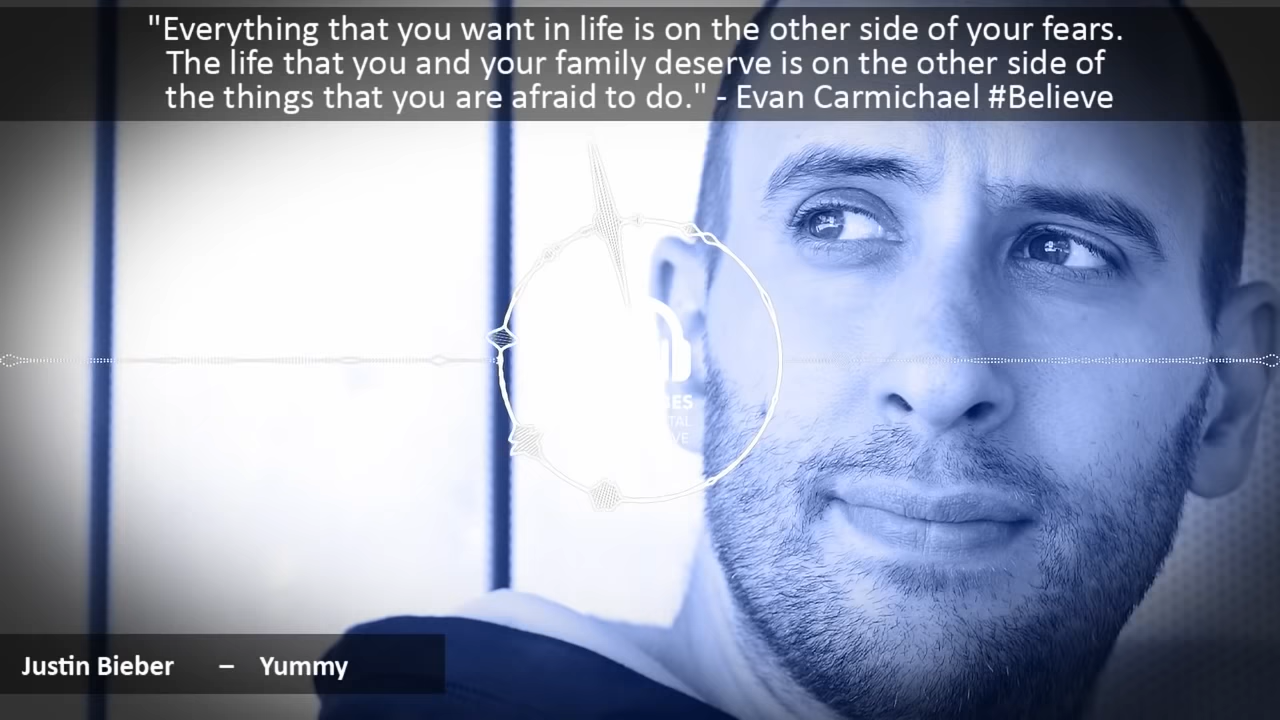 "Everything that you want in life is on the other side of your fears.
The life that you and your family deserve is on the other side of
the things that you are afraid to do." - Evan Carmichael #Believe
Justin Bieber – Yummy